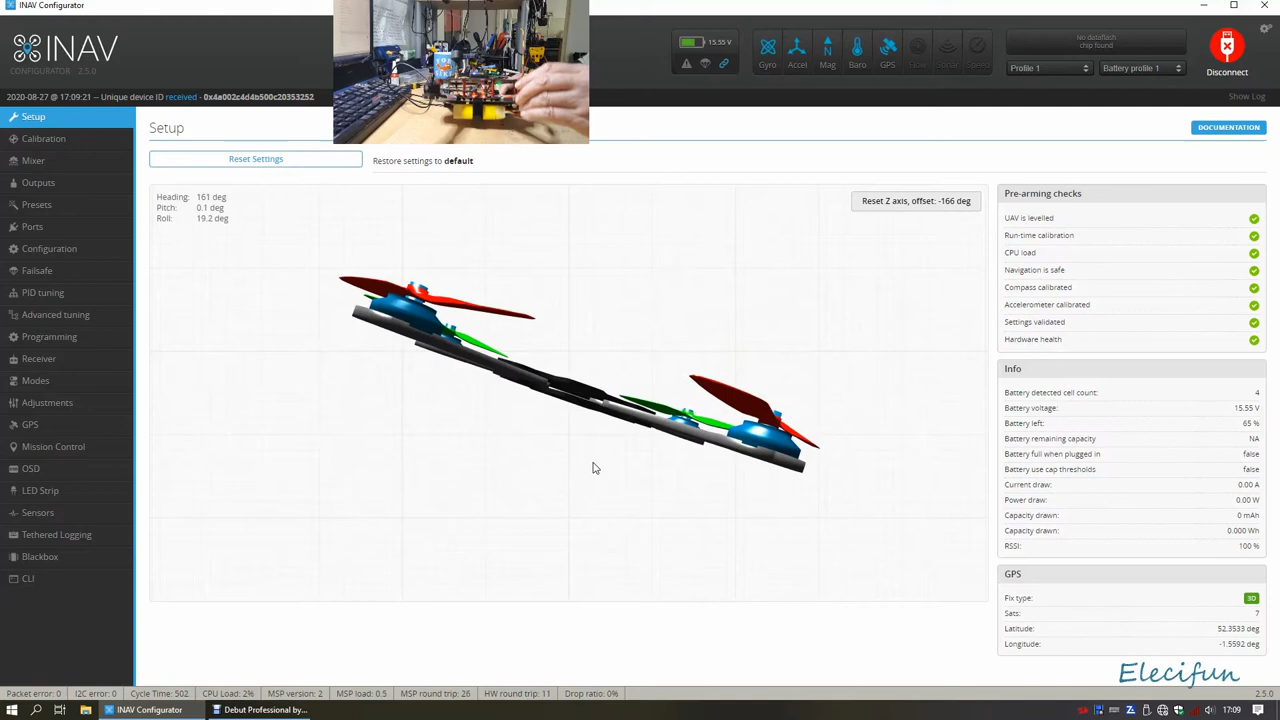 INAV Configurator
INAV
CONFIGURATOR 2.5.0
15.55 V
Gyro
Accel
Mag
Baro
GPS
Flow
Sonar
Speed
No dataflash
chip found
Profile 1
Battery profile 1
Disconnect
2020-08-27 @ 17:09:21 -- Unique device ID received - 0x4a002c4d4b500c20353252
Show Log
Setup
Calibration
Mixer
Outputs
Presets
Ports
Configuration
Failsafe
PID tuning
Advanced tuning
Programming
Receiver
Modes
Adjustments
GPS
Mission Control
OSD
LED Strip
Sensors
Tethered Logging
Blackbox
CLI
Setup
DOCUMENTATION
Reset Settings
Restore settings to default
Heading: 161 deg
Pitch: 0.1 deg
Roll: 19.2 deg
Reset Z axis, offset: -166 deg
Pre-arming checks
UAV is levelled
Run-time calibration
CPU load
Navigation is safe
Compass calibrated
Accelerometer calibrated
Settings validated
Hardware health
Info
Battery detected cell count: 4
Battery voltage: 15.55 V
Battery left: 65 %
Battery remaining capacity NA
Battery full when plugged in false
Battery use cap thresholds false
Current draw: 0.00 A
Power draw: 0.00 W
Capacity drawn: 0 mAh
Capacity drawn: 0.000 Wh
RSSI: 100 %
GPS
Fix type: 3D
Sats: 7
Latitude: 52.3533 deg
Longitude: -1.5592 deg
Elecifun
Packet error: 0 I2C error: 0 Cycle Time: 502 CPU Load: 2% MSP version: 2 MSP load: 0.5 MSP round trip: 26 HW round trip: 11 Drop ratio: 0% 2.5.0
INAV Configurator
Debut Professional by...
17:09